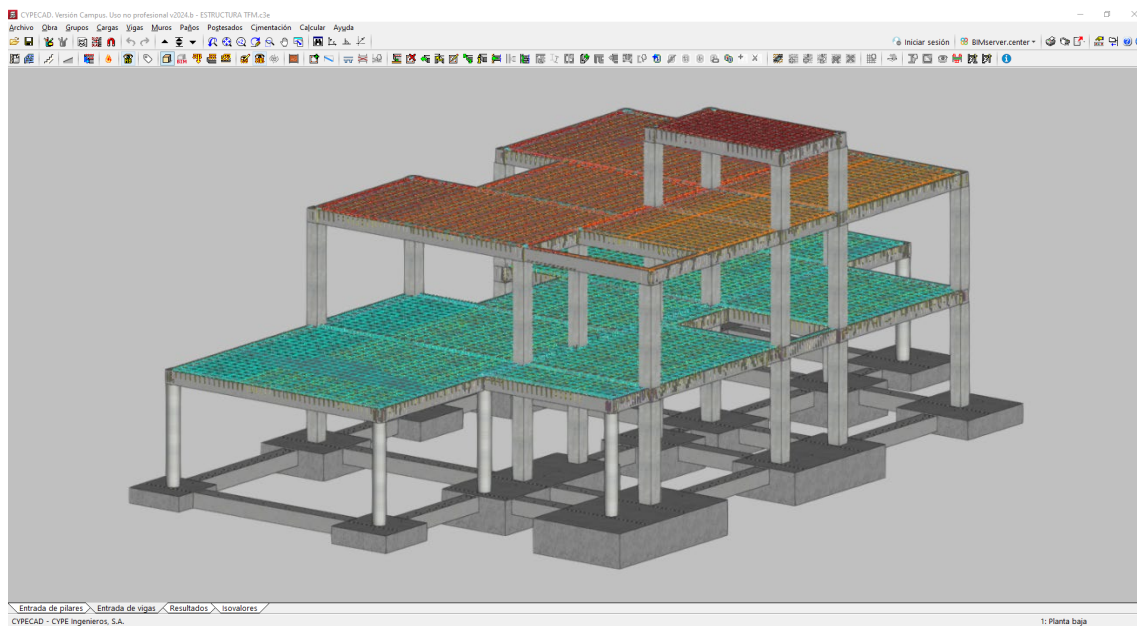 CYPECAD. Versión Campus. Uso no profesional v2024.b - ESTRUCTURA TFM.c3e
Archivo Obra Grupos Cargas Vigas Muros Paños Postesados Cimentación Calcular Ayuda
Iniciar sesión BIMserver.center
Entrada de pilares Entrada de vigas Resultados Isovalores
CYPECAD - CYPE Ingenieros, S.A. 1: Planta baja